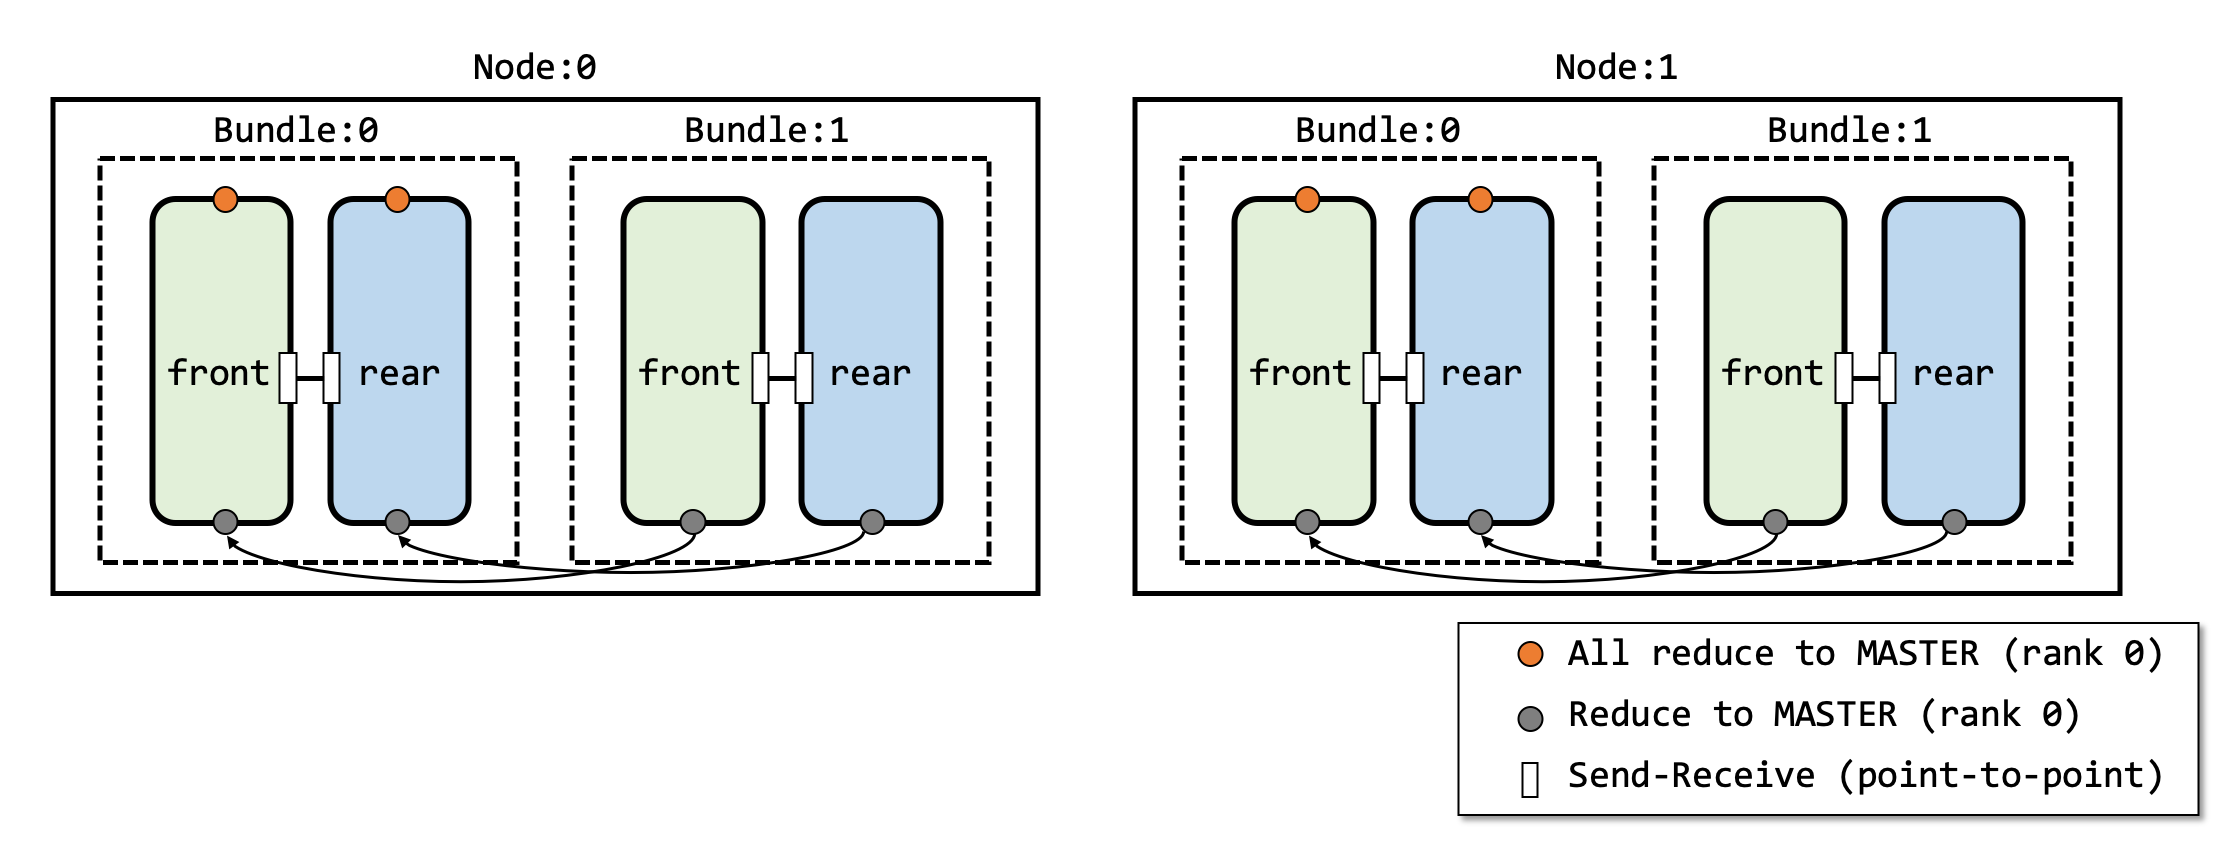 Node:0
Node:1
Bundle:0
Bundle:1
Bundle:0
Bundle:1
front
rear
front
rear
front
rear
front
rear
All reduce to MASTER (rank 0)
Reduce to MASTER (rank 0)
Send-Receive (point-to-point)